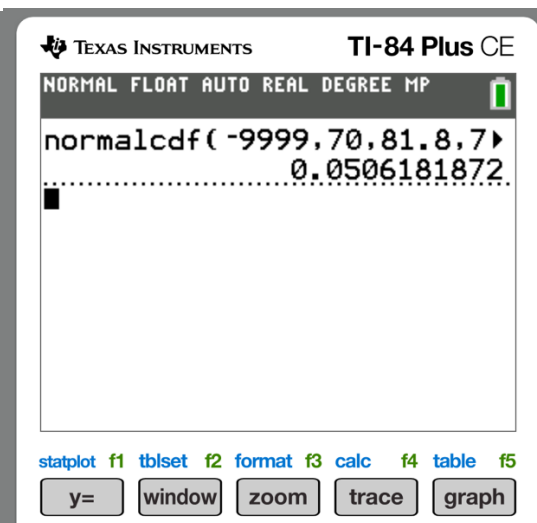 TEXAS INSTRUMENTS TI-84 Plus CE
NORMAL FLOAT AUTO REAL DEGREE MP
normalcdf(-9999,70,81.8,7
0.0506181872
statplot f1 tblset f2 format f3 calc f4 table f5
y= window zoom trace graph